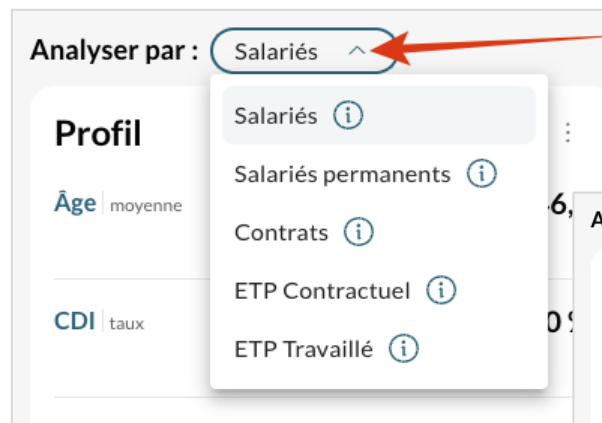 Analyser par : Salariés
Salariés
Profil
Salariés permanents
Âge moyenne
Contrats
ETP Contractuel
CDI taux
ETP Travaillé